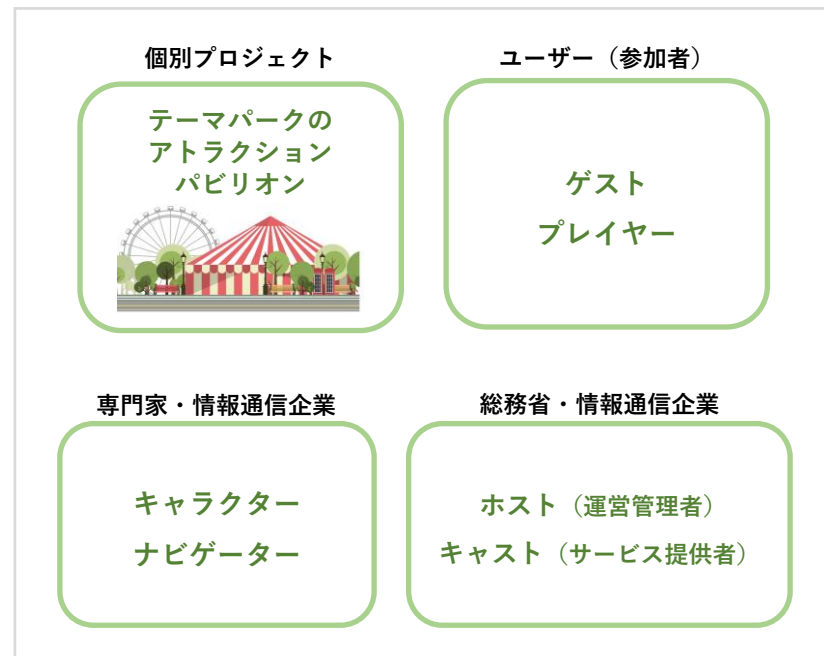 個別プロジェクト
テーマパークの
アトラクション
パビリオン
ユーザー（参加者）
ゲスト
プレイヤー
専門家・情報通信企業
キャラクター
ナビゲーター
総務省・情報通信企業
ホスト（運営管理者）
キャスト（サービス提供者）